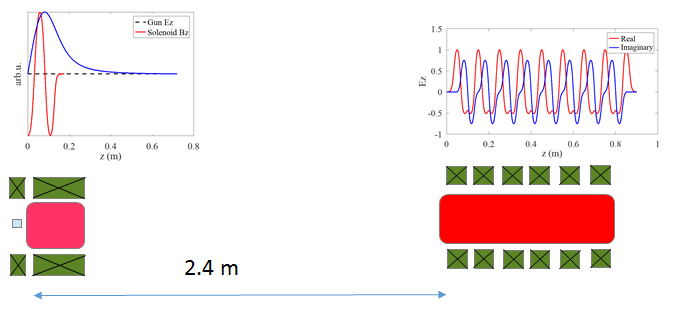 Gun Ez
Solenoid Bz
arb.u.
0
0.2
0.4
0.6
0.8
z (m)
1.5
1
0.5
0
-0.5
-1
Ez
Real
Imaginary
0
0.2
0.4
0.6
0.8
1
z (m)
2.4 m